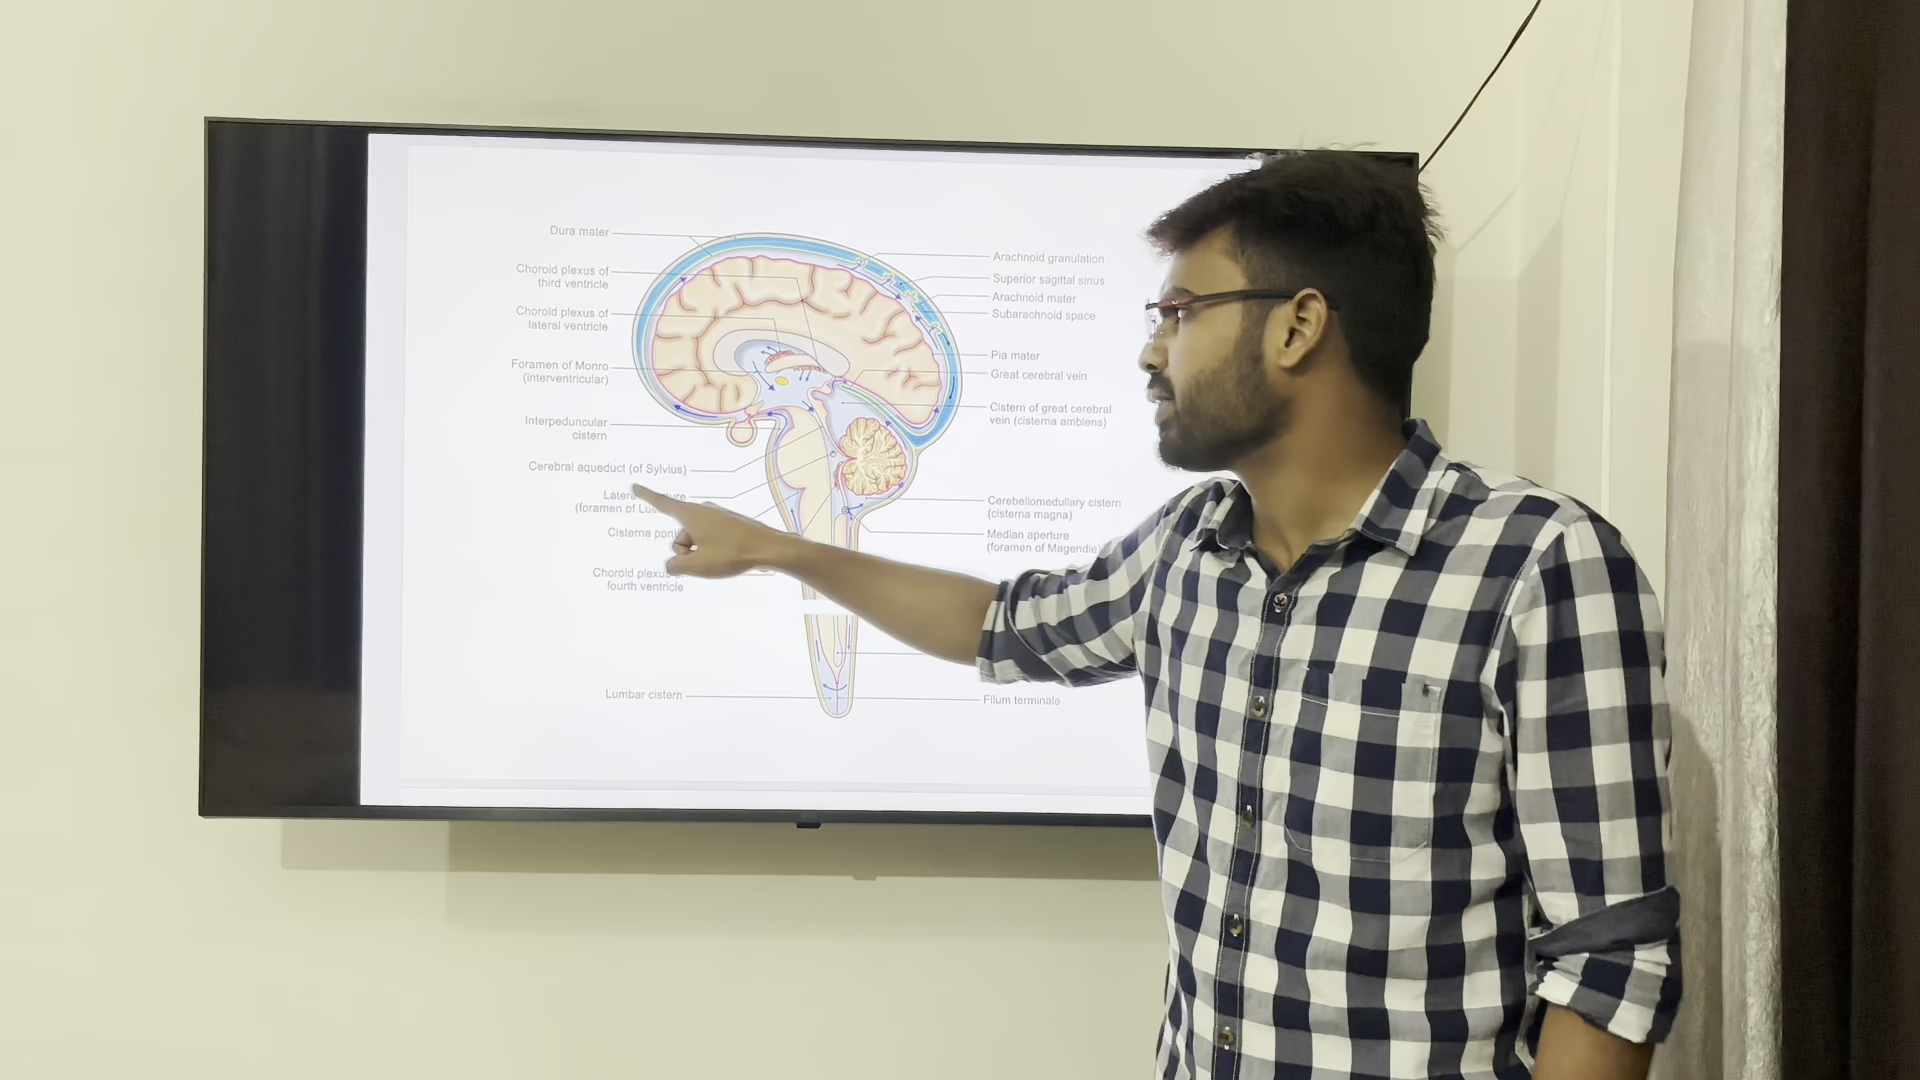 Dura mater
Choroid plexus of
third ventricle
Choroid plexus of
lateral ventricle
Foramen of Monro
(interventricular)
Interpeduncular
cistern
Cerebral aqueduct (of Sylvius)
(foramen of
Cisterna
Choroid plexus
fourth ventricle
Lumbar cistern
Arachnoid granulation
Superior sagittal sinus
Arachnoid mater
Subarachnoid space
Pia mater
Great cerebral vein
Cistern of great cerebral
vein (cisterna ambiens)
Cerebellomedullary cistern
(cisterna magna)
Median aperture
(foramen of Magendie)
Filum terminale